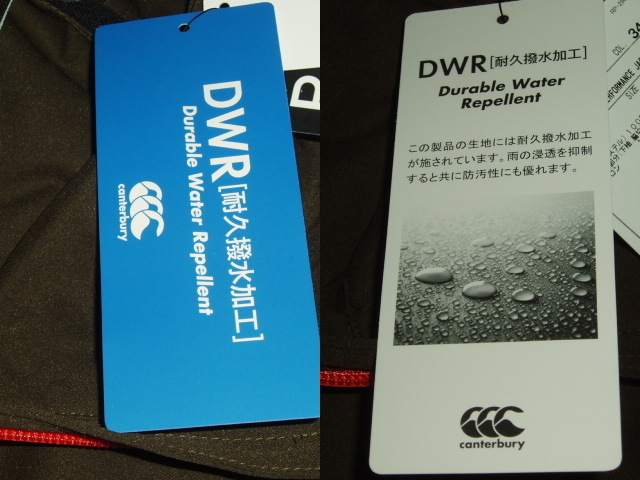 DWR[耐久撥水加工]
Durable Water Repellent
canterbury
D
DWR[耐久撥水加工]
Durable Water
Repellent
この製品の生地には耐久撥水加工
が施されています。雨の浸透を抑制
すると共に防汚性にも優れます。
canterbury
COL
34
SIZE